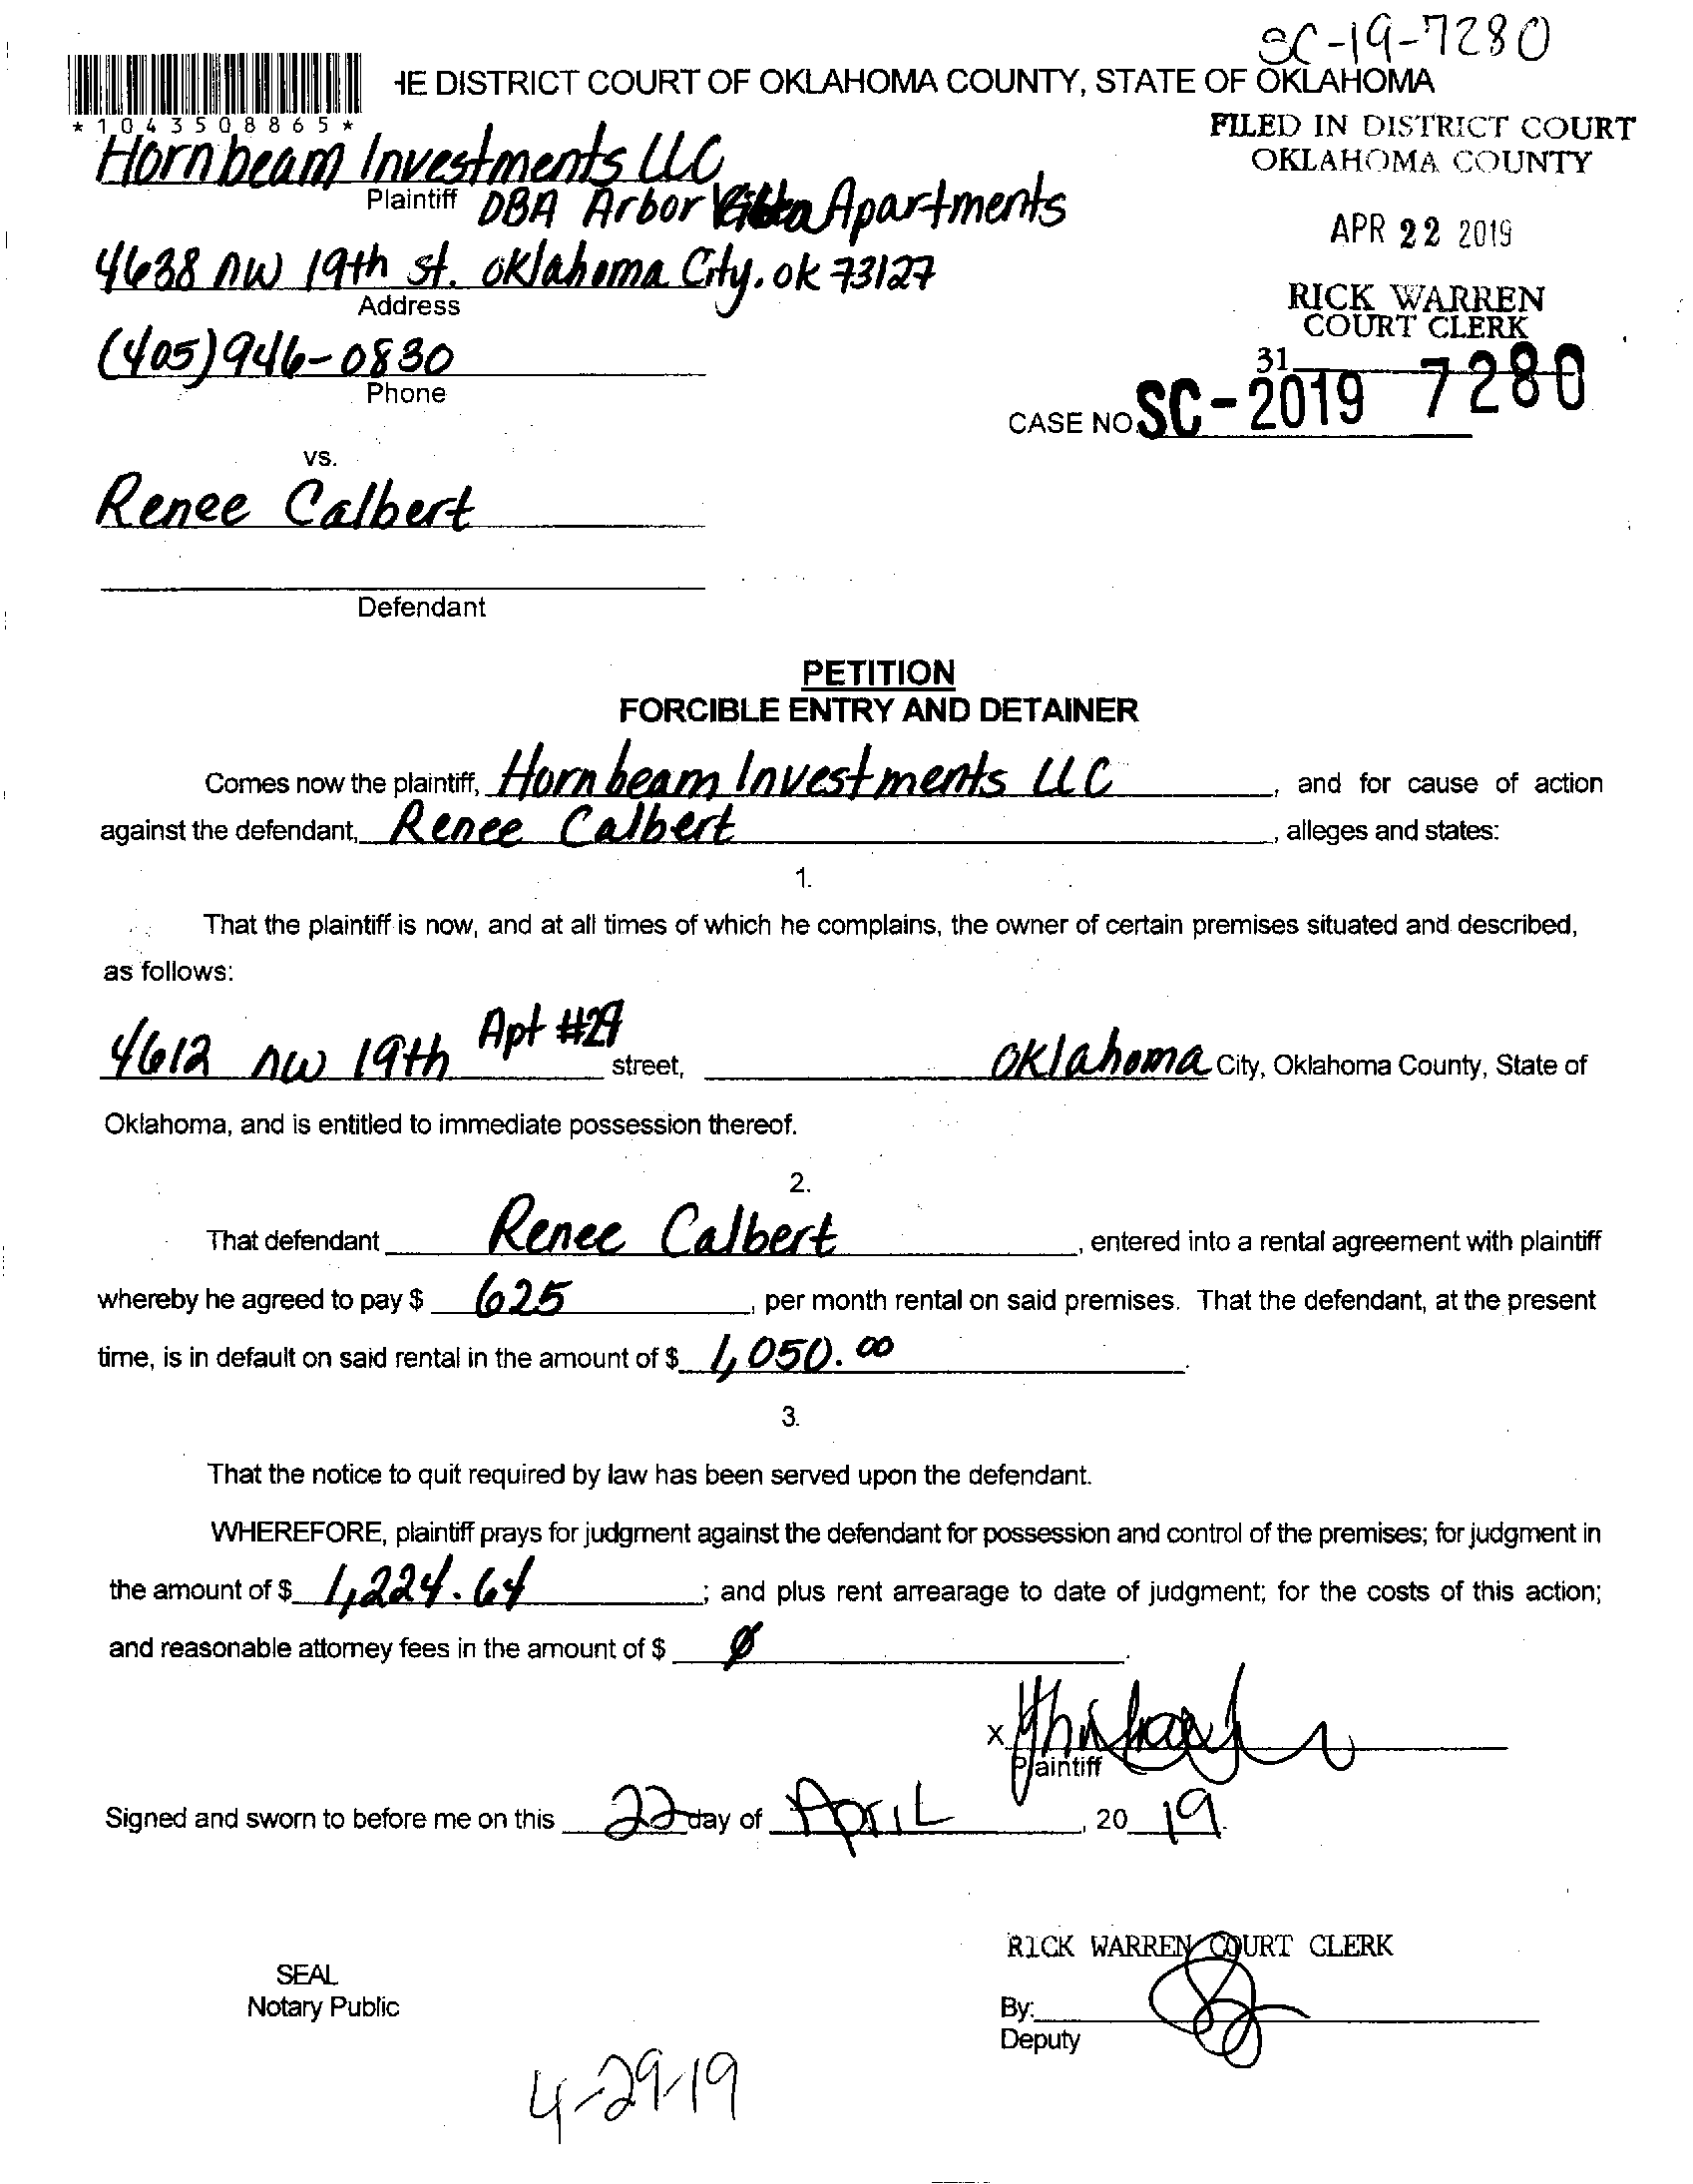 SC-19-7280
HE DISTRICT COURT OF OKLAHOMA COUNTY, STATE OF OKLAHOMA
*1043508865*
FILED IN DISTRICT COURT
OKLAHOMA COUNTY
Hornbeam Investments LLC
Plaintiff DBA Arbor Apartments
APR 22 2019
4638 NW 19th st. Oklahoma City. OK 73127
Address
RICK WARREN
COURT CLERK
(405) 946-0830
Phone
31
CASE NO. SC-2019 7280
vs.
Renee Calbert
Defendant
PETITION
FORCIBLE ENTRY AND DETAINER
Comes now the plaintiff, Hornbeam Investments LLC, and for cause of action
against the defendant, Renee Calbert, alleges and states:
1.
That the plaintiff is now, and at all times of which he complains, the owner of certain premises situated and described,
as follows:
4612 NW 19th Apt #29 street, Oklahoma City, Oklahoma County, State of
Oklahoma, and is entitled to immediate possession thereof.
2.
That defendant Renee Calbert, entered into a rental agreement with plaintiff
whereby he agreed to pay $ 625, per month rental on said premises. That the defendant, at the present
time, is in default on said rental in the amount of $ 1,050.00.
3.
That the notice to quit required by law has been served upon the defendant.
WHEREFORE, plaintiff prays for judgment against the defendant for possession and control of the premises; for judgment in
the amount of $ 1,224.64; and plus rent arrearage to date of judgment; for the costs of this action;
and reasonable attorney fees in the amount of $ Ø.
X
Plaintiff
Signed and sworn to before me on this 22 day of April, 20 19.
RICK WARREN COURT CLERK
SEAL
Notary Public
By:
Deputy
4-29-19